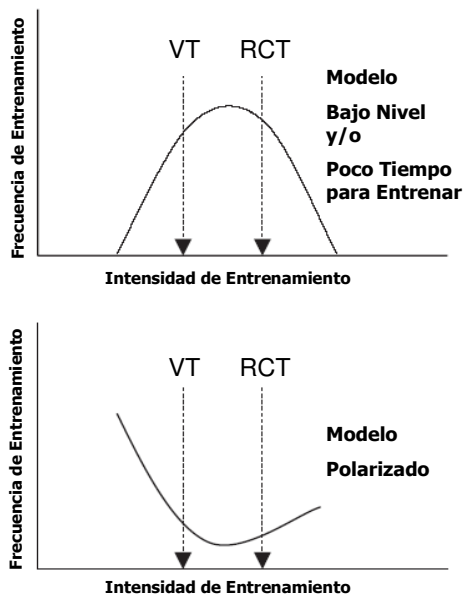 Frecuencia de Entrenamiento
VT
RCT
Modelo
Bajo Nivel
y/o
Poco Tiempo
para Entrenar
Intensidad de Entrenamiento
Frecuencia de Entrenamiento
VT
RCT
Modelo
Polarizado
Intensidad de Entrenamiento